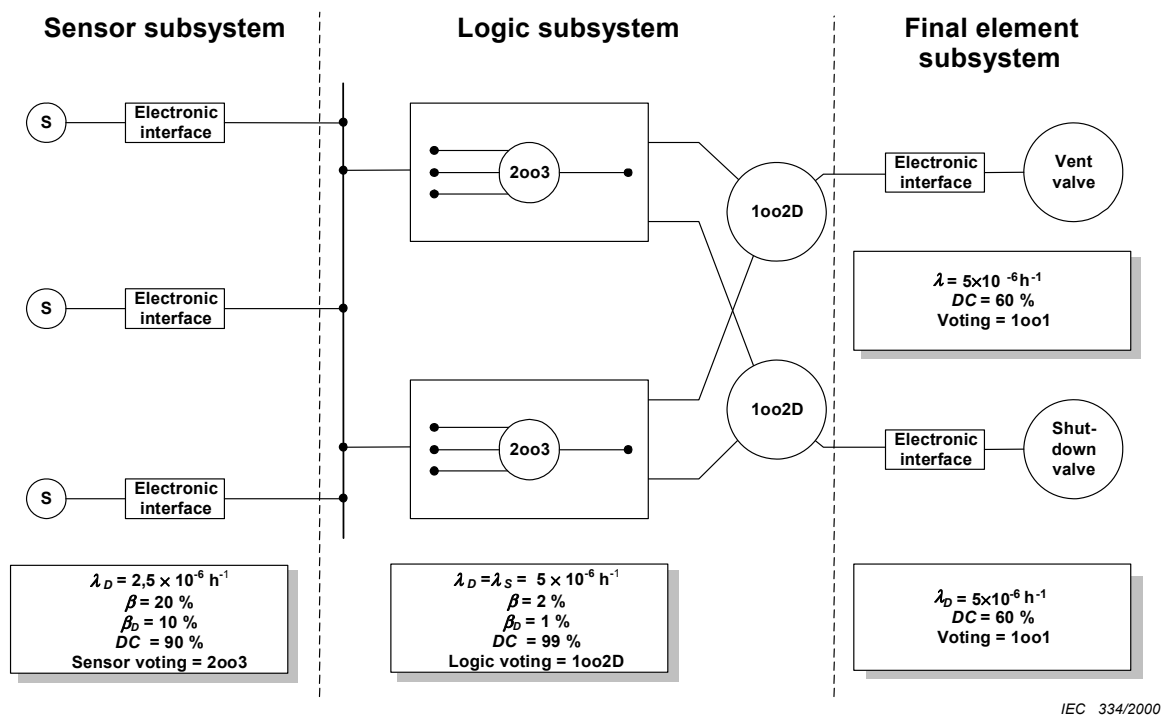 Sensor subsystem
Logic subsystem
Final element
subsystem
S
Electronic
interface
S
Electronic
interface
S
Electronic
interface
2oo3
2oo3
1oo2D
1oo2D
Electronic
interface
Vent
valve
λ = 5×10 -6 h-1
DC = 60 %
Voting = 1oo1
Electronic
interface
Shut-
down
valve
λ D = 2,5 × 10-6 h-1
β = 20 %
βD = 10 %
DC = 90 %
Sensor voting = 2oo3
λ D =λ S = 5 × 10-6 h-1
β = 2 %
βD = 1 %
DC = 99 %
Logic voting = 1oo2D
λD = 5×10-6 h-1
DC = 60 %
Voting = 1oo1
IEC 334/2000